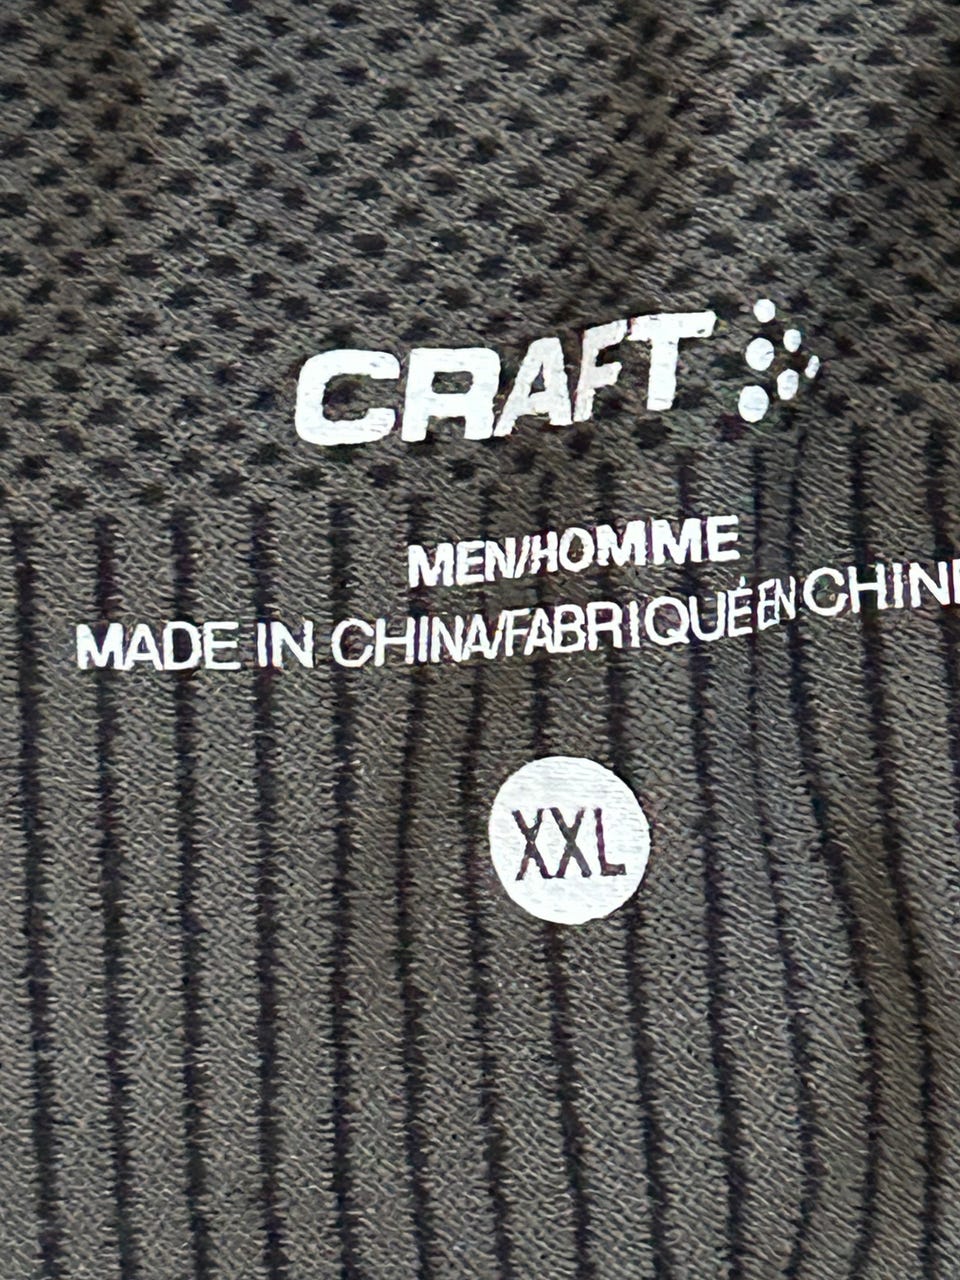 CRAFT
MEN/HOMME
MADE IN CHINA/FABRIQUÉ EN CHIN
XXL